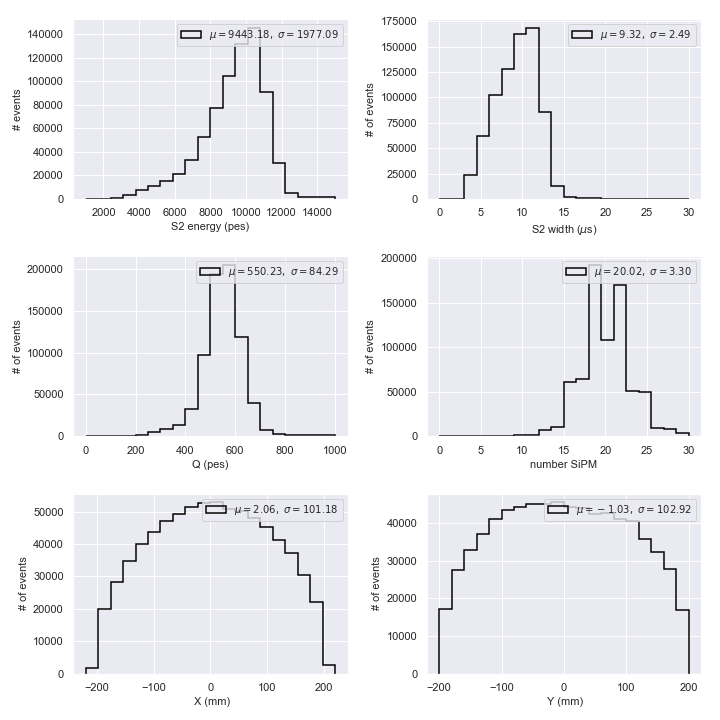 μ = 9443.18, σ = 1977.09
140000
120000
100000
80000
60000
40000
20000
0
# events
2000 4000 6000 8000 10000 12000 14000
S2 energy (pes)
μ = 9.32, σ = 2.49
175000
150000
125000
100000
75000
50000
25000
0
# of events
0 5 10 15 20 25 30
S2 width (μs)
μ = 550.23, σ = 84.29
200000
150000
100000
50000
0
# of events
0 200 400 600 800 1000
Q (pes)
μ = 20.02, σ = 3.30
200000
150000
100000
50000
0
# of events
0 5 10 15 20 25 30
number SiPM
μ = 2.06, σ = 101.18
50000
40000
30000
20000
10000
0
# of events
−200 −100 0 100 200
X (mm)
μ = −1.03, σ = 102.92
40000
30000
20000
10000
0
# of events
−200 −100 0 100 200
Y (mm)